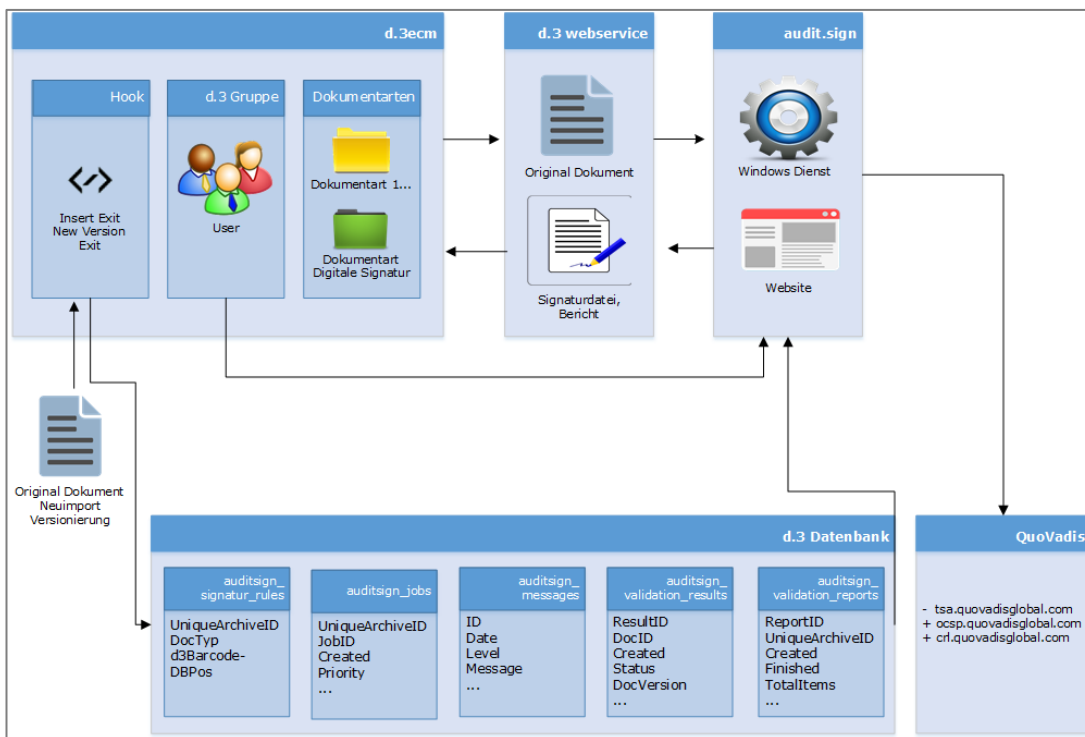 d.3ecm
Hook
Insert Exit
New Version
Exit
d.3 Gruppe
User
Dokumentarten
Dokumentart 1...
Dokumentart
Digitale Signatur
d.3 webservice
Original Dokument
Signaturdatei,
Bericht
audit.sign
Windows Dienst
Website
Original Dokument
Neuimport
Versionierung
d.3 Datenbank
auditsign_
signatur_rules
UniqueArchiveID
DocTyp
d3Barcode-
DBPos
auditsign_jobs
UniqueArchiveID
JobID
Created
Priority
...
auditsign_
messages
ID
Date
Level
Message
...
auditsign_
validation_results
ResultID
DocID
Created
Status
DocVersion
...
auditsign_
validation_reports
ReportID
UniqueArchiveID
Created
Finished
TotalItems
...
QuoVadis
- tsa.quovadisglobal.com
+ ocsp.quovadisglobal.com
+ crl.quovadisglobal.com